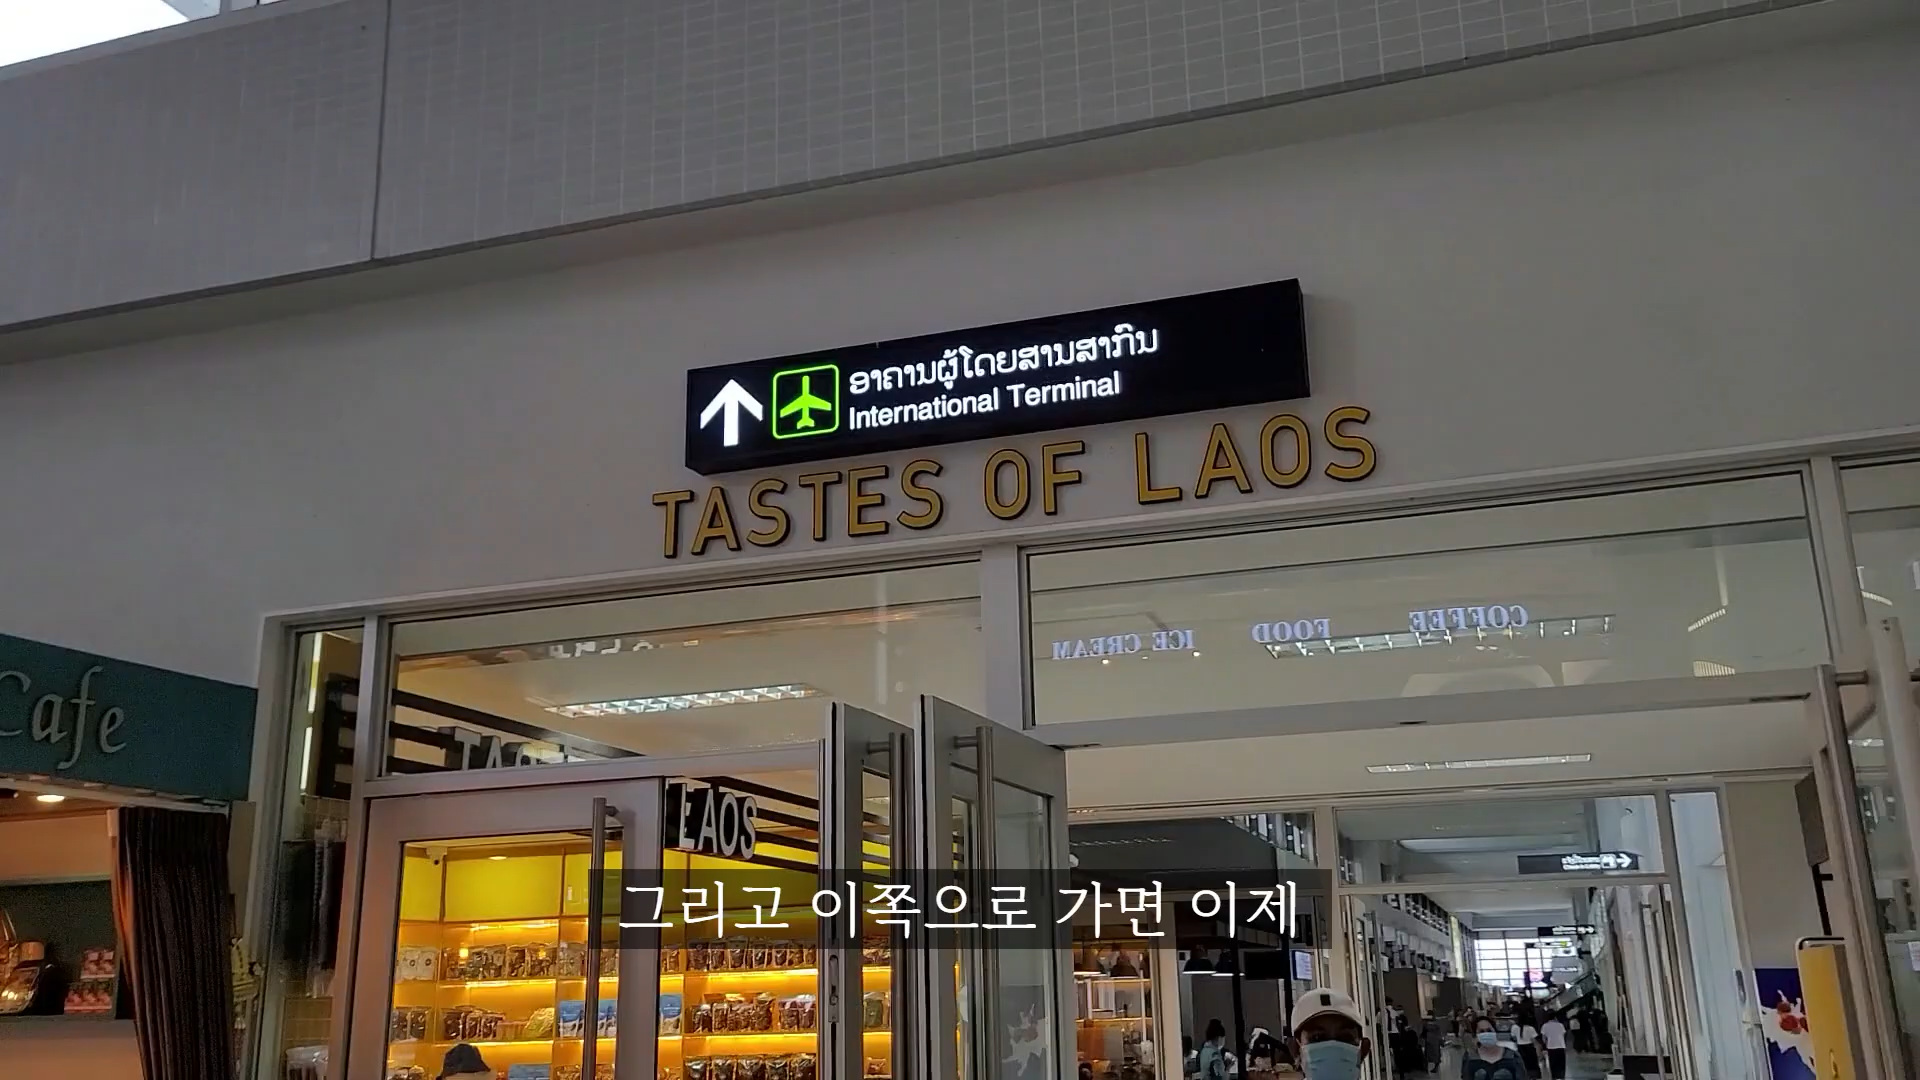 ອາຄານຜູ້ໂດຍສານສາກົນ
International Terminal
TASTES OF LAOS
COFFEE
FOOD
ICE CREAM
Cafe
LAOS
그리고 이쪽으로 가면 이제